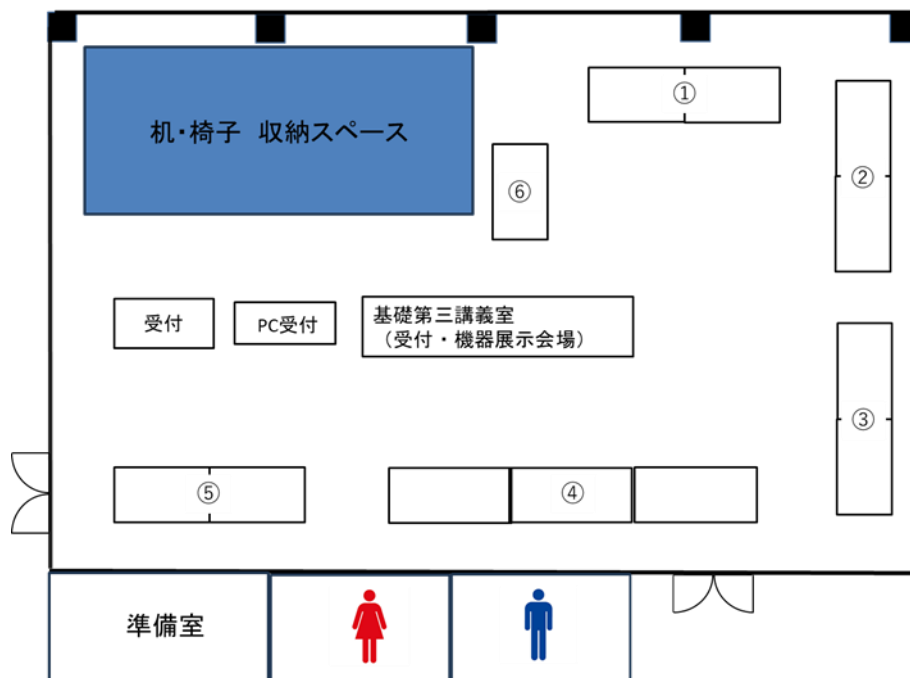 机・椅子　収納スペース
①
②
⑥
受付
PC受付
基礎第三講義室
（受付・機器展示会場）
③
⑤
④
準備室